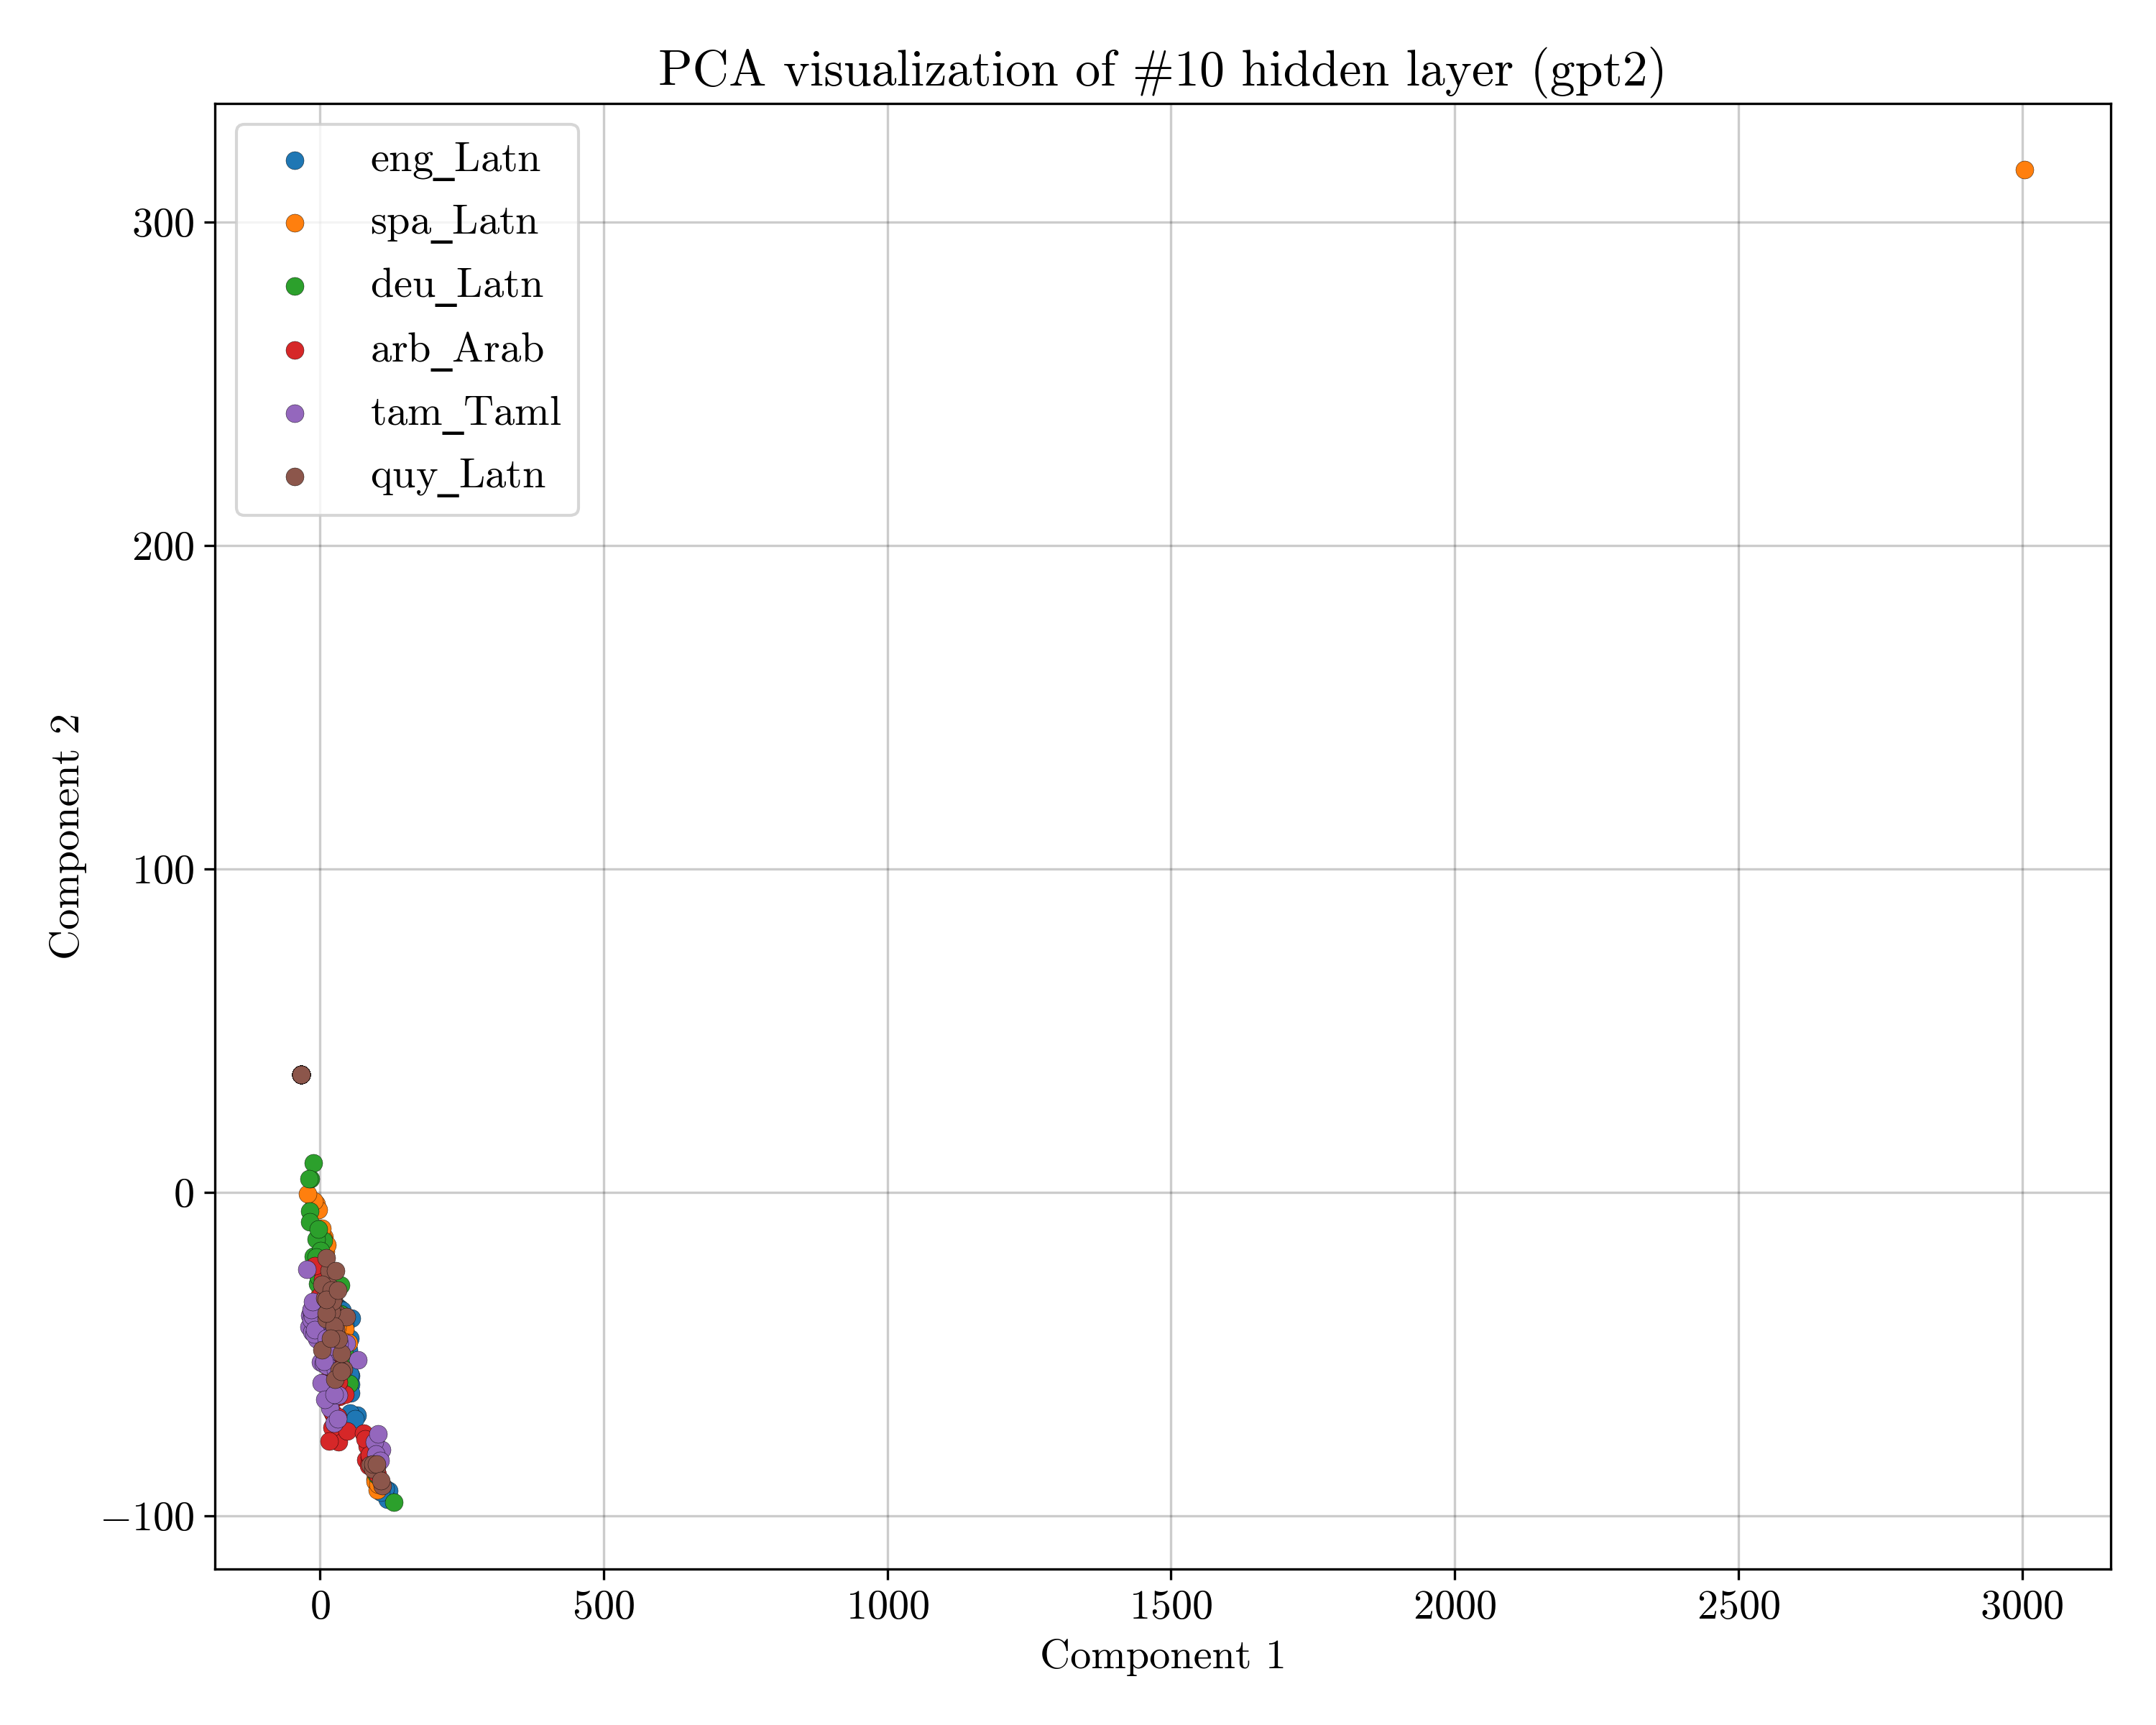 PCA visualization of #10 hidden layer (gpt2)
eng_Latn
spa_Latn
deu_Latn
arb_Arab
tam_Taml
quy_Latn
300
200
100
0
−100
Component 2
0 500 1000 1500 2000 2500 3000
Component 1